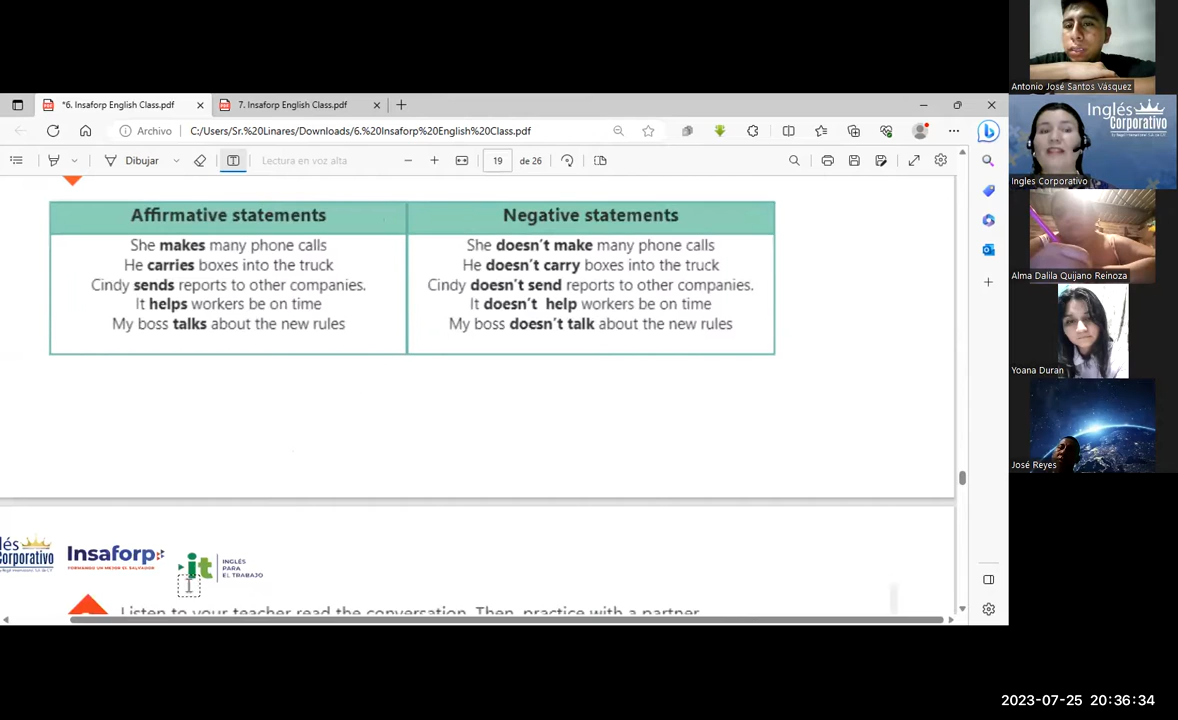 *6. Insaforp English Class.pdf
7. Insaforp English Class.pdf
Archivo
C:/Users/Sr.%20Linares/Downloads/6.%20Insaforp%20English%20Class.pdf
Dibujar
Lectura en voz alta
19
de 26
Affirmative statements
She makes many phone calls
He carries boxes into the truck
Cindy sends reports to other companies.
It helps workers be on time
My boss talks about the new rules
Negative statements
She doesn't make many phone calls
He doesn't carry boxes into the truck
Cindy doesn't send reports to other companies.
It doesn't help workers be on time
My boss doesn't talk about the new rules
lés
Corporativo
Insaforp
it
INGLÉS
PARA
EL TRABAJO
Listen to your teacher read the conversation. Then, practice with a partner
Antonio José Santos Vásquez
Inglés
Corporativo
Ingles Corporativo
Alma Dalila Quijano Reinoza
Yoana Duran
José Reyes
2023-07-25 20:36:34